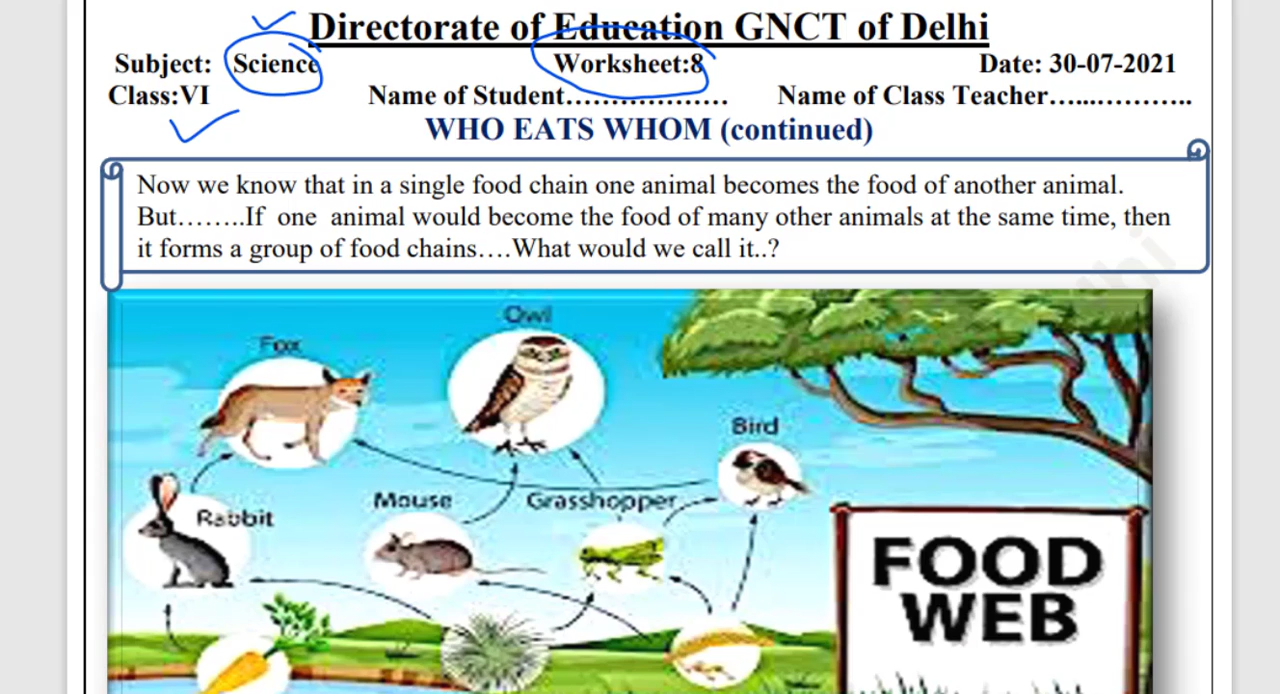 Directorate of Education GNCT of Delhi
Subject: Science Worksheet:8 Date: 30-07-2021
Class:VI Name of Student.................. Name of Class Teacher…...………..
WHO EATS WHOM (continued)
Now we know that in a single food chain one animal becomes the food of another animal.
But……..If one animal would become the food of many other animals at the same time, then
it forms a group of food chains….What would we call it..?
Owl
Fox
Bird
Mouse Grasshopper
Rabbit
FOOD
WEB